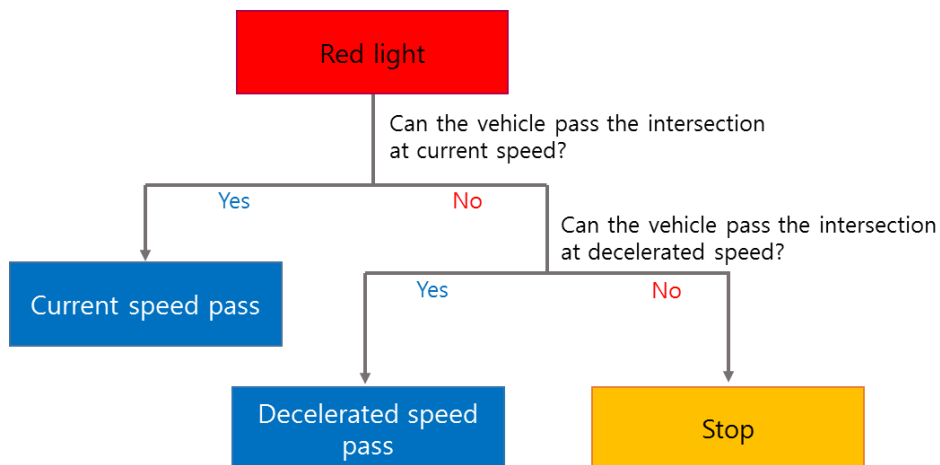 Red light
Can the vehicle pass the intersection
at current speed?
Yes
No
Can the vehicle pass the intersection
at decelerated speed?
Current speed pass
Yes
No
Decelerated speed
pass
Stop